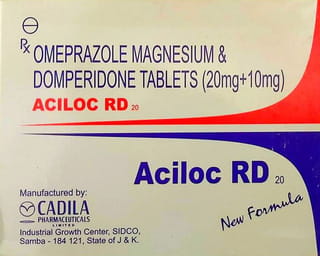 Rx OMEPRAZOLE MAGNESIUM &
DOMPERIDONE TABLETS (20mg+10mg)
ACILOC RD 20
Aciloc RD 20
New Formula
Manufactured by:
CADILA
PHARMACEUTICALS
LIMITED
Industrial Growth Center, SIDCO,
Samba - 184 121, State of J & K.